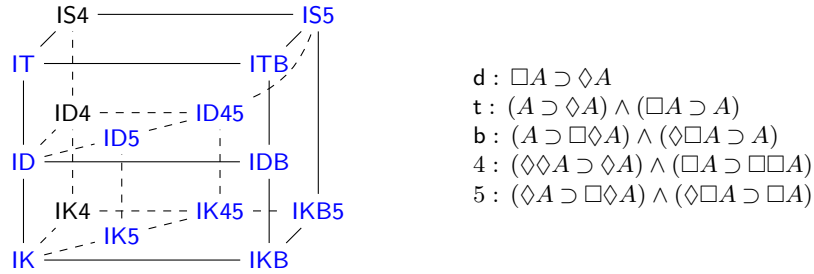 IS4 IS5
IT ITB
ID4 ID45
ID5
ID IDB
IK4 IK45 IKB5
IK5
IK IKB
d : □A ⊃ ◊A
t : (A ⊃ ◊A) ∧ (□A ⊃ A)
b : (A ⊃ □◊A) ∧ (◊□A ⊃ A)
4 : (◊◊A ⊃ ◊A) ∧ (□A ⊃ □□A)
5 : (◊A ⊃ □◊A) ∧ (◊□A ⊃ □A)